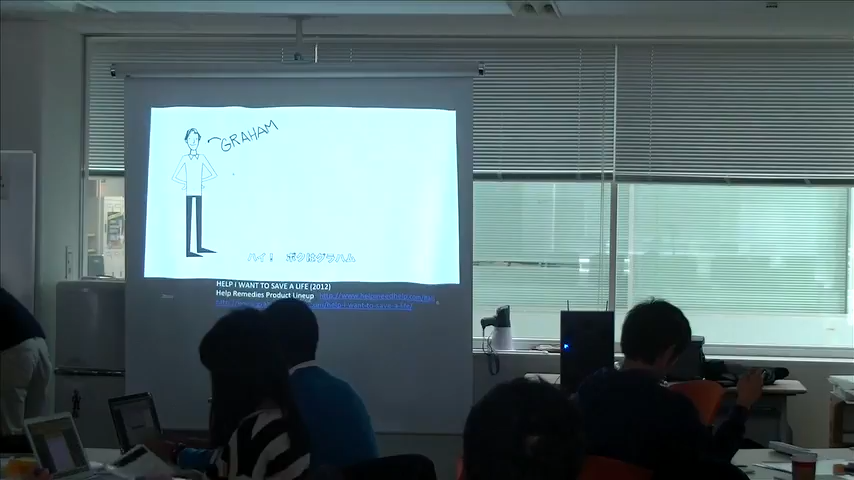 GRAHAM
ハイ! ボクはグラハム
HELP I WANT TO SAVE A LIFE (2012)
Help Remedies Product Lineup